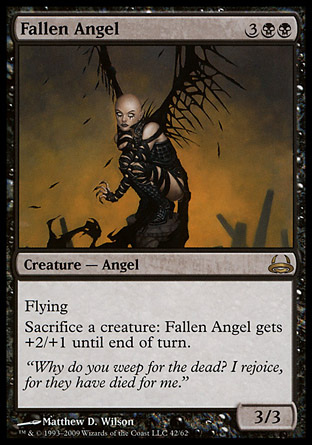 Fallen Angel 3
Creature — Angel
Flying
Sacrifice a creature: Fallen Angel gets
+2/+1 until end of turn.
“Why do you weep for the dead? I rejoice,
for they have died for me.”
Matthew D. Wilson
™ & © 1993–2009 Wizards of the Coast LLC 42/62
3/3